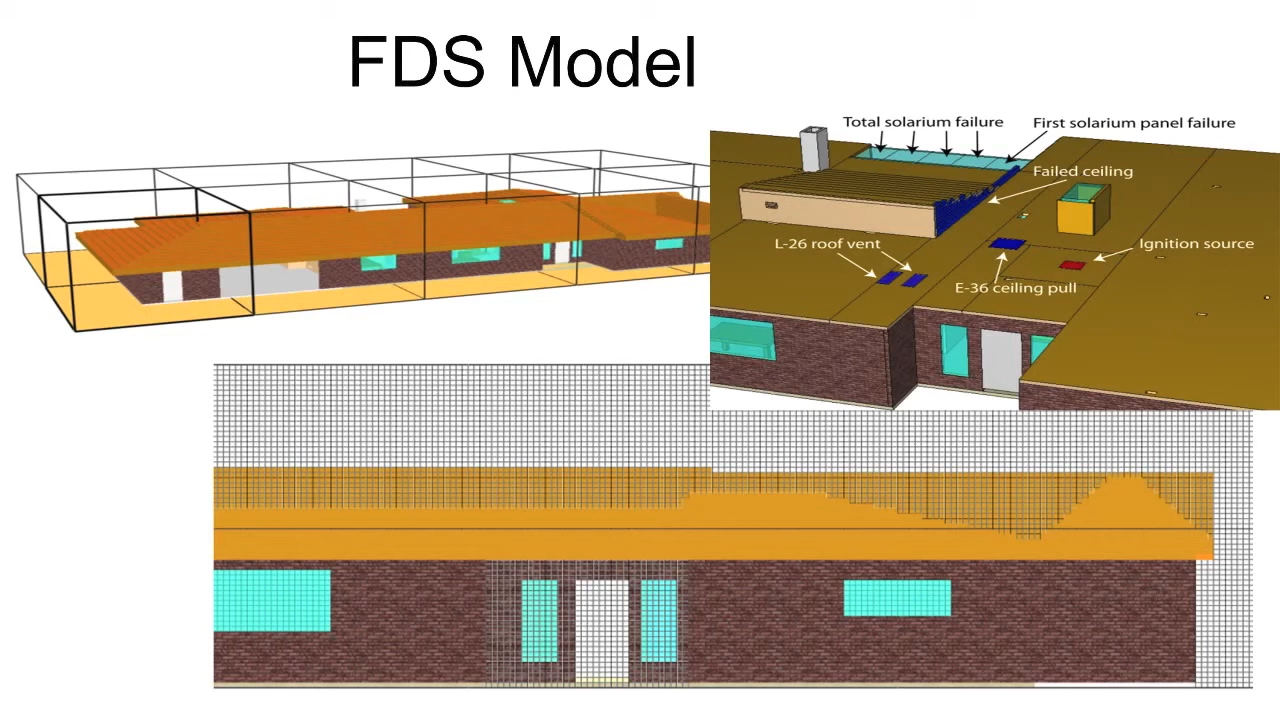 FDS Model
Total solarium failure
First solarium panel failure
Failed ceiling
L-26 roof vent
Ignition source
E-36 ceiling pull